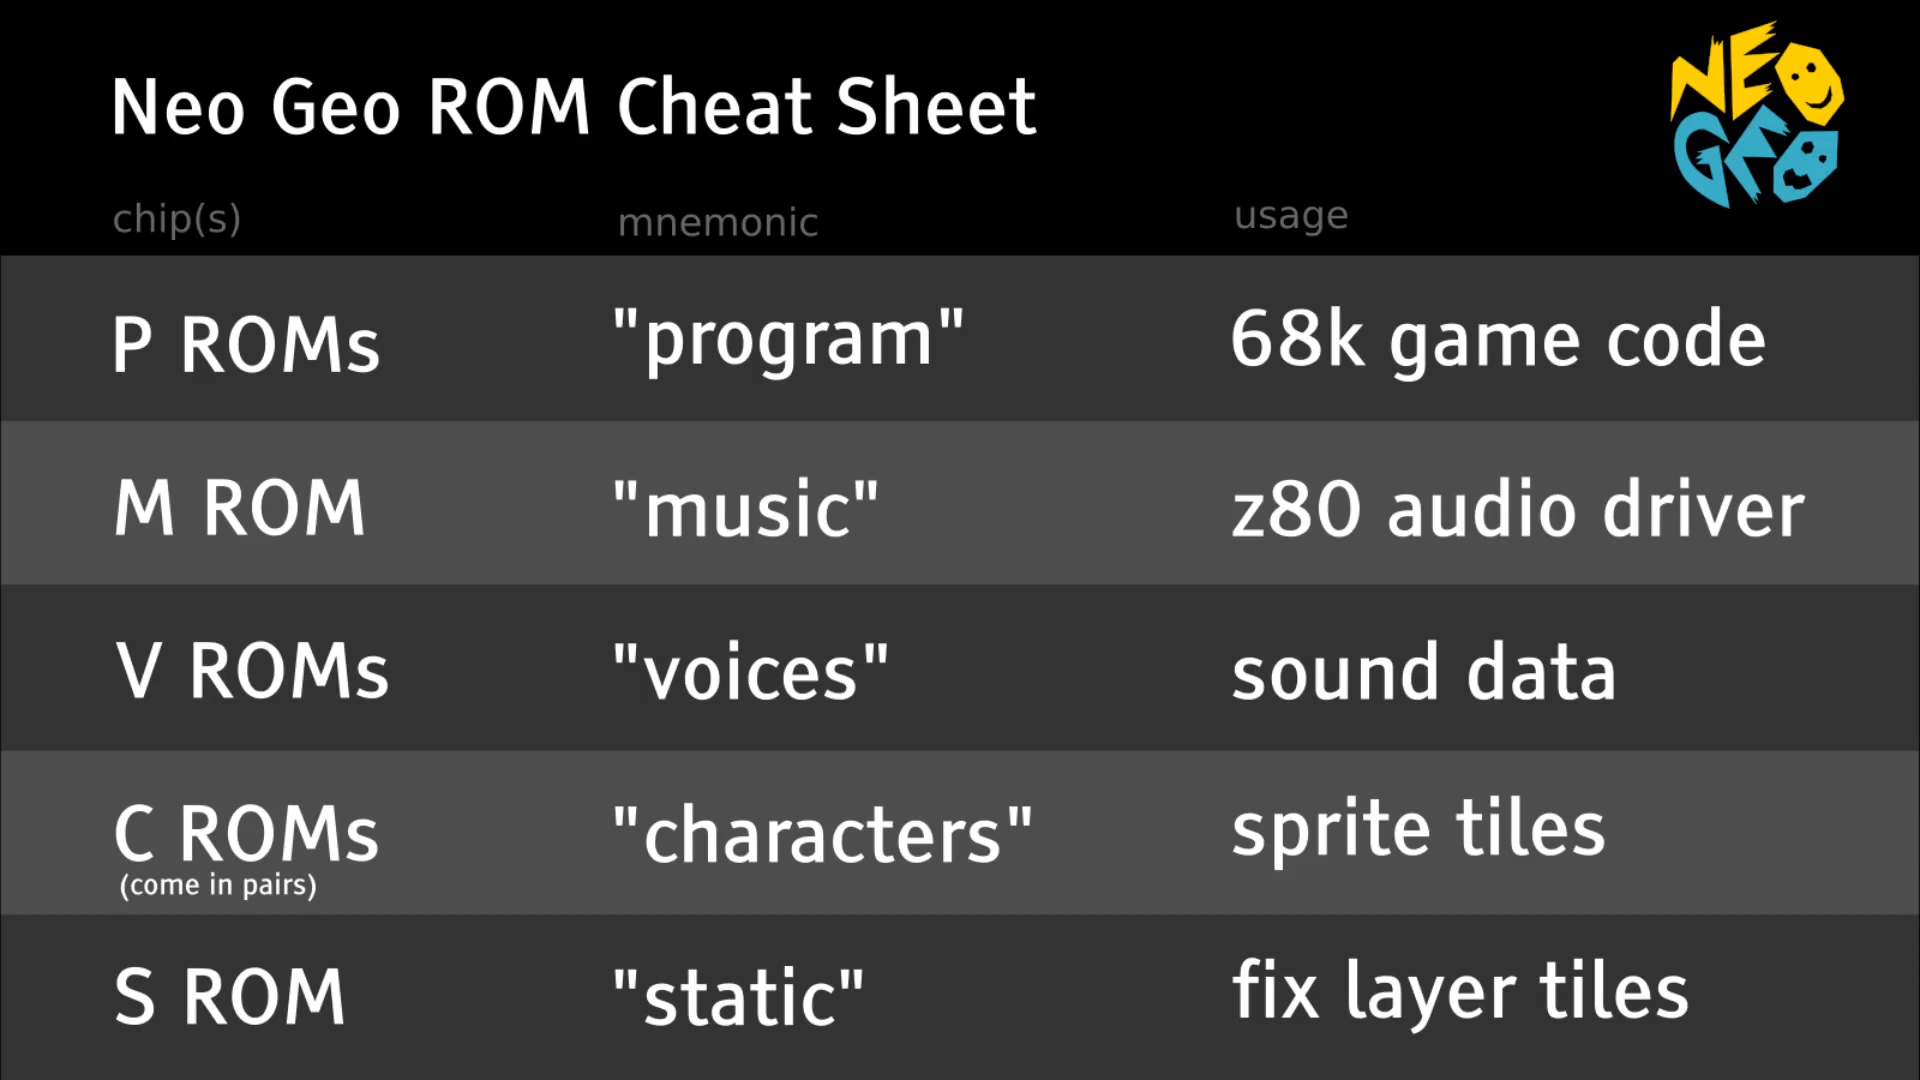 Neo Geo ROM Cheat Sheet
NEO
GEO
chip(s) mnemonic usage
P ROMs "program" 68k game code
M ROM "music" z80 audio driver
V ROMs "voices" sound data
C ROMs "characters" sprite tiles
(come in pairs)
S ROM "static" fix layer tiles